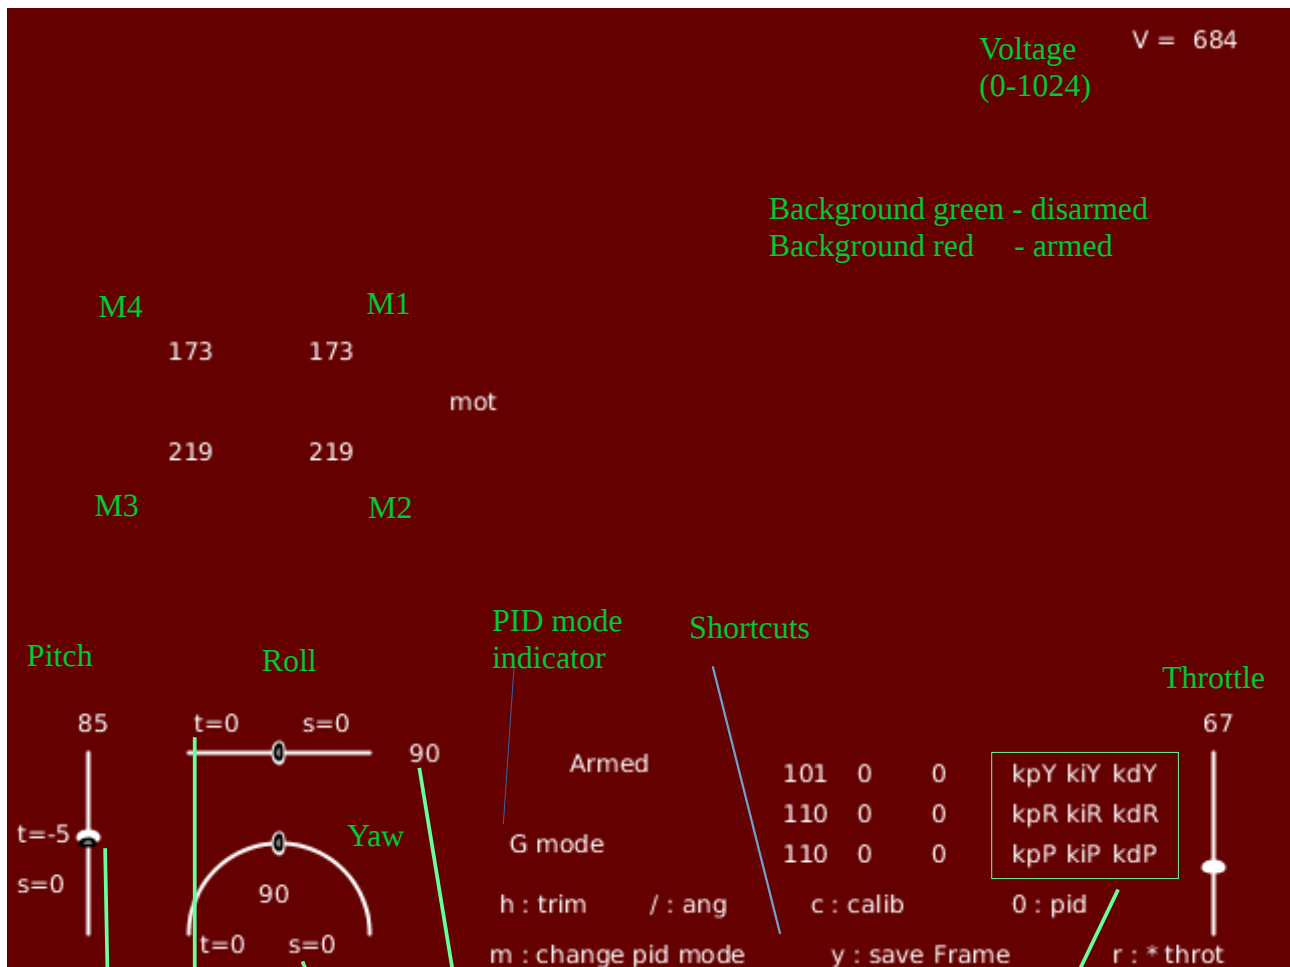 V = 684
Voltage
(0-1024)
Background green - disarmed
Background red - armed
M4 M1
173 173
mot
219 219
M3 M2
PID mode
indicator
Shortcuts
Pitch
Roll
Throttle
85
t=0 s=0
90
67
Armed
101 0 0 kpY kiY kdY
110 0 0 kpR kiR kdR
110 0 0 kpP kiP kdP
t=-5
Yaw
G mode
s=0
90
h : trim / : ang c : calib 0 : pid
t=0 s=0
m : change pid mode y : save Frame r : * throt